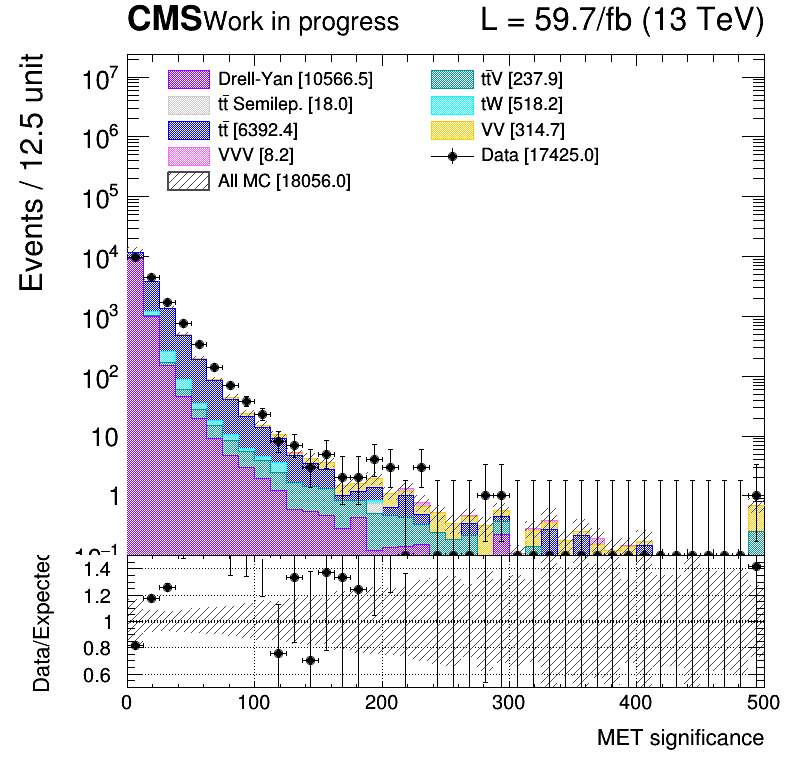 CMS Work in progress L = 59.7/fb (13 TeV)
Events / 12.5 unit
Drell-Yan [10566.5]
tt̄ Semilep. [18.0]
tt̄ [6392.4]
VVV [8.2]
All MC [18056.0]
tt̄V [237.9]
tW [518.2]
VV [314.7]
Data [17425.0]
10⁷
10⁶
10⁵
10⁴
10³
10²
10
1
10⁻¹
Data/Expected
1.4
1.2
1
0.8
0.6
0 100 200 300 400 500
MET significance